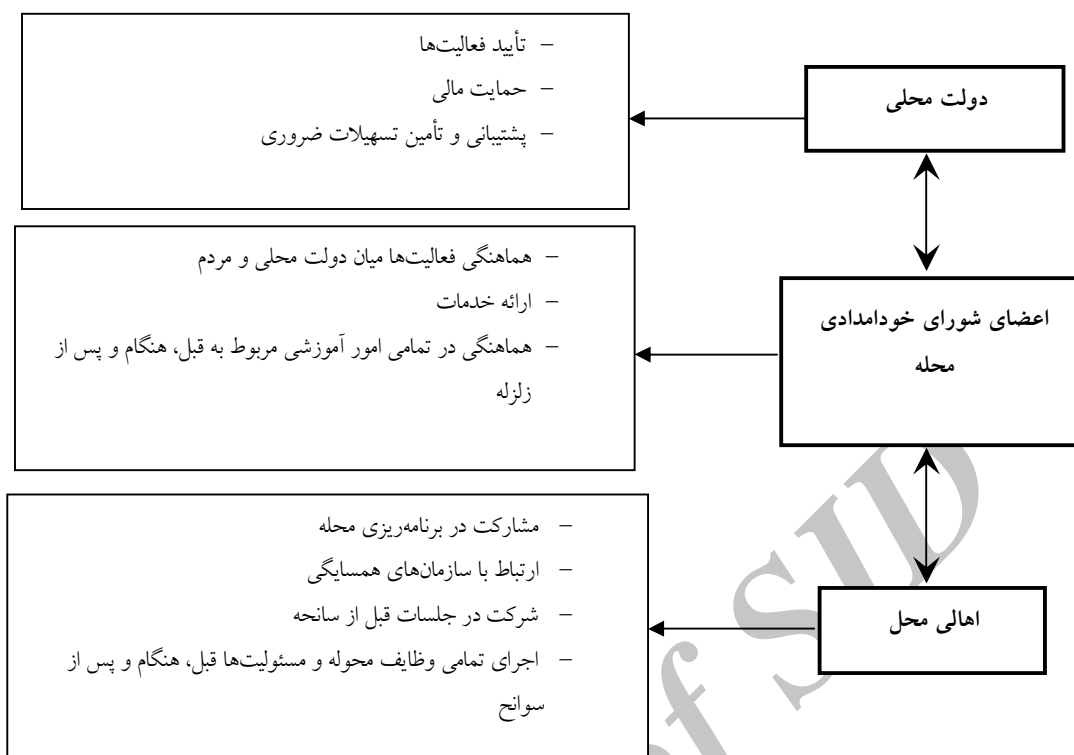 دولت محلی
– تأیید فعالیت‌ها
– حمایت مالی
– پشتیبانی و تأمین تسهیلات ضروری
اعضای شورای خودامدادی
محله
– هماهنگی فعالیت‌ها میان دولت محلی و مردم
– ارائه خدمات
– هماهنگی در تمامی امور آموزشی مربوط به قبل، هنگام و پس از
زلزله
اهالی محل
– مشارکت در برنامه‌ریزی محله
– ارتباط با سازمان‌های همسایگی
– شرکت در جلسات قبل از سانحه
– اجرای تمامی وظایف محوله و مسئولیت‌ها قبل، هنگام و پس از
سوانح
of SID